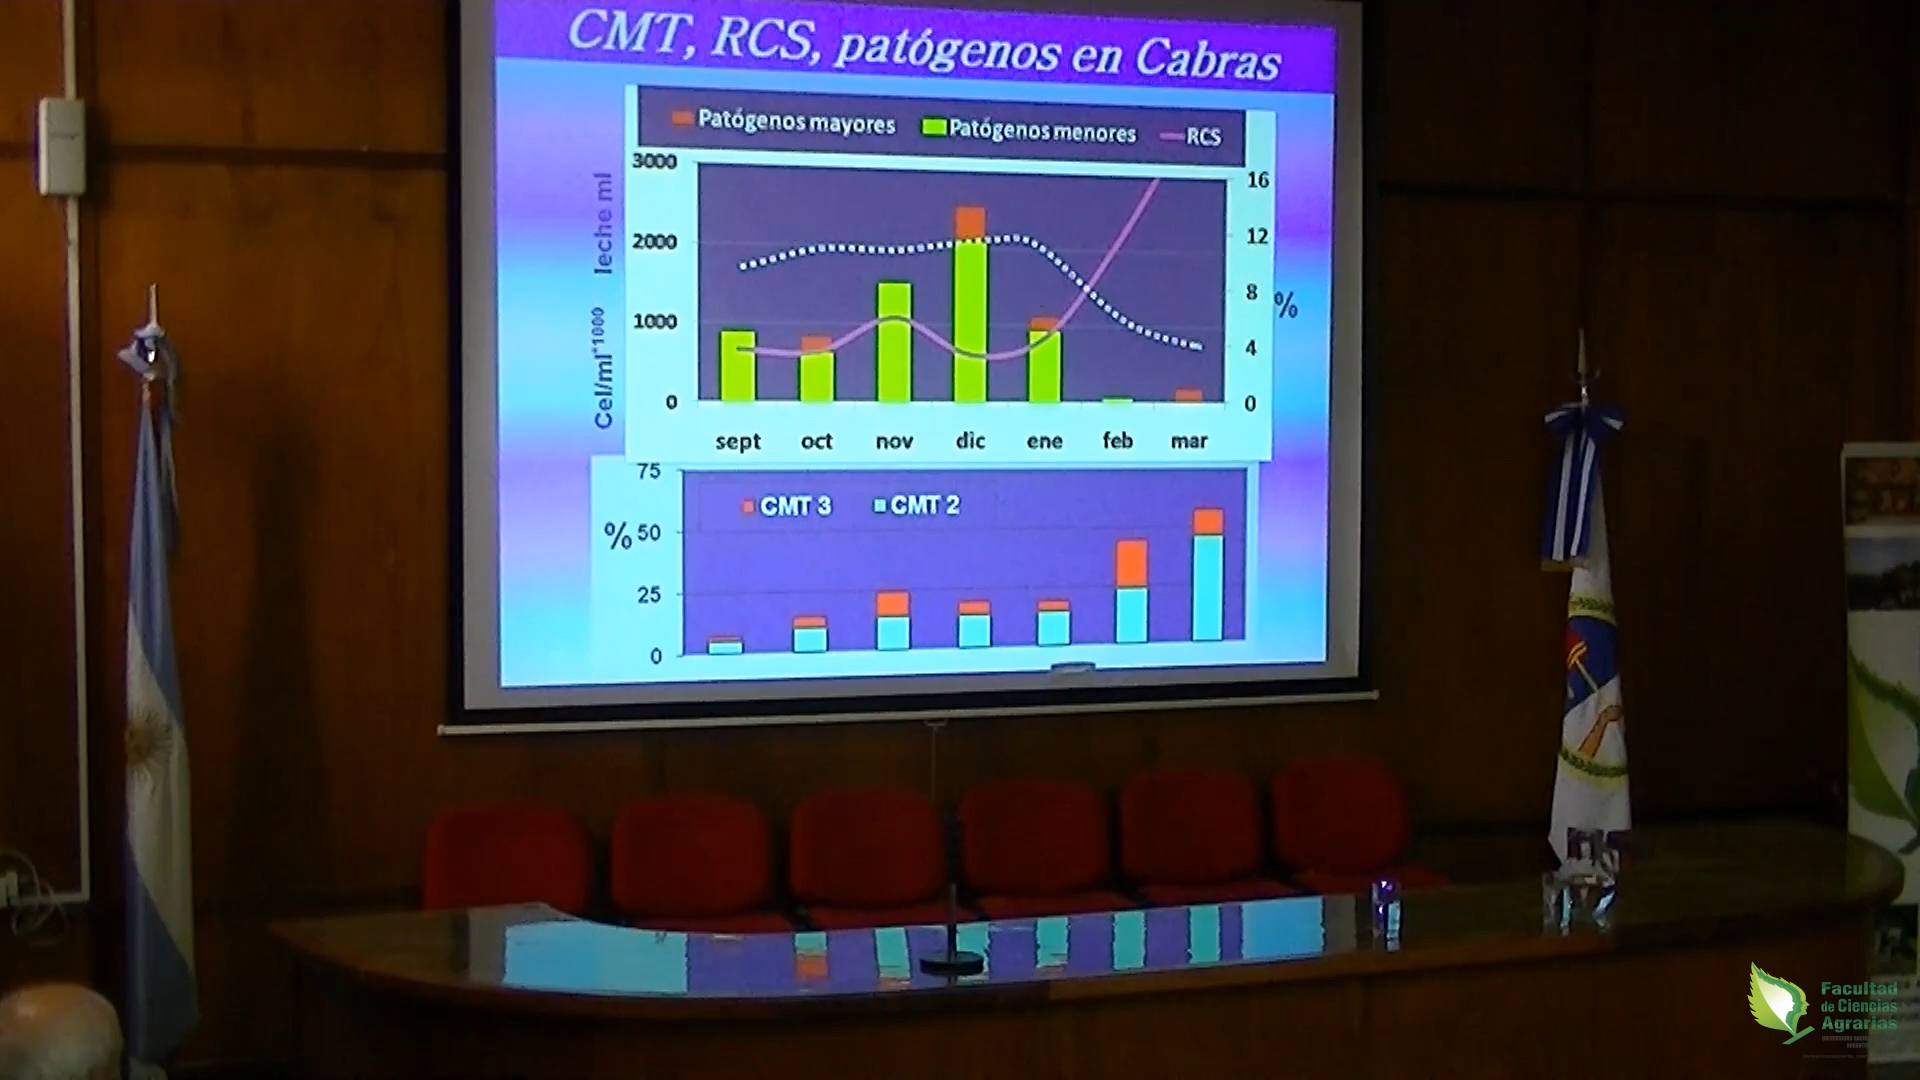 CMT, RCS, patógenos en Cabras
Patógenos mayores
Patógenos menores
RCS
3000
2000
1000
0
16
12
8
4
0
%
Cel/ml*1000 leche ml
sept oct nov dic ene feb mar
75
50
25
0
%
CMT 3
CMT 2
Facultad
de Ciencias
Agrarias